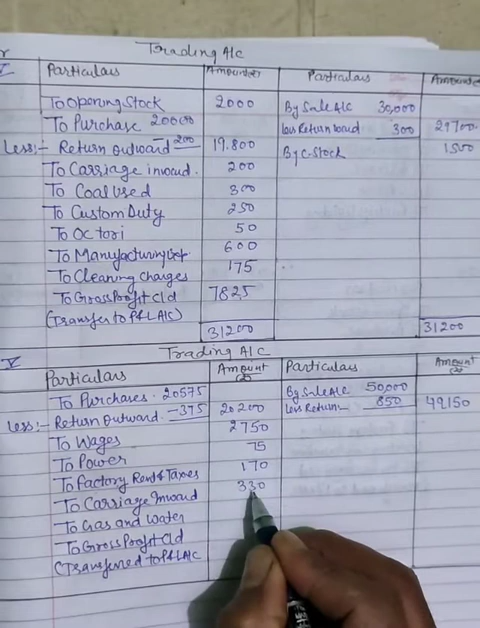 Trading A/c
Particulars Amount Particulars Amount
To Opening Stock 2000 By Sale A/c 30,000
To Purchase 20000 Less Return Inward 300 29700
Less:- Return outward - 200 19.800 By C. Stock 1500
To Carriage inward. 200
To Coal Used 300
To Custom Duty 250
To Octori 50
To Manufacturing Exp 600
To Cleaning Charges 175
To Gross Profit C/d 7825
(Transfer to P&L A/c)
31200 31200
V Trading A/c
Particulars Amount Particulars Amount
To Purchases . 20575 By Sale A/c 50,000
Less:- Return Outward. -375 20200 Less Return 850 49150
To Wages 2750
To Power 75
To Factory Rent & Taxes 170
To Carriage Inward 330
To Gas and Water
To Gross Profit C/d
(Transferred to P&L A/c